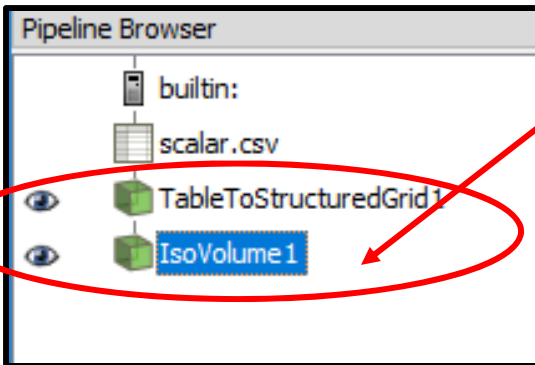 Pipeline Browser
builtin:
scalar.csv
TableToStructuredGrid1
IsoVolume1